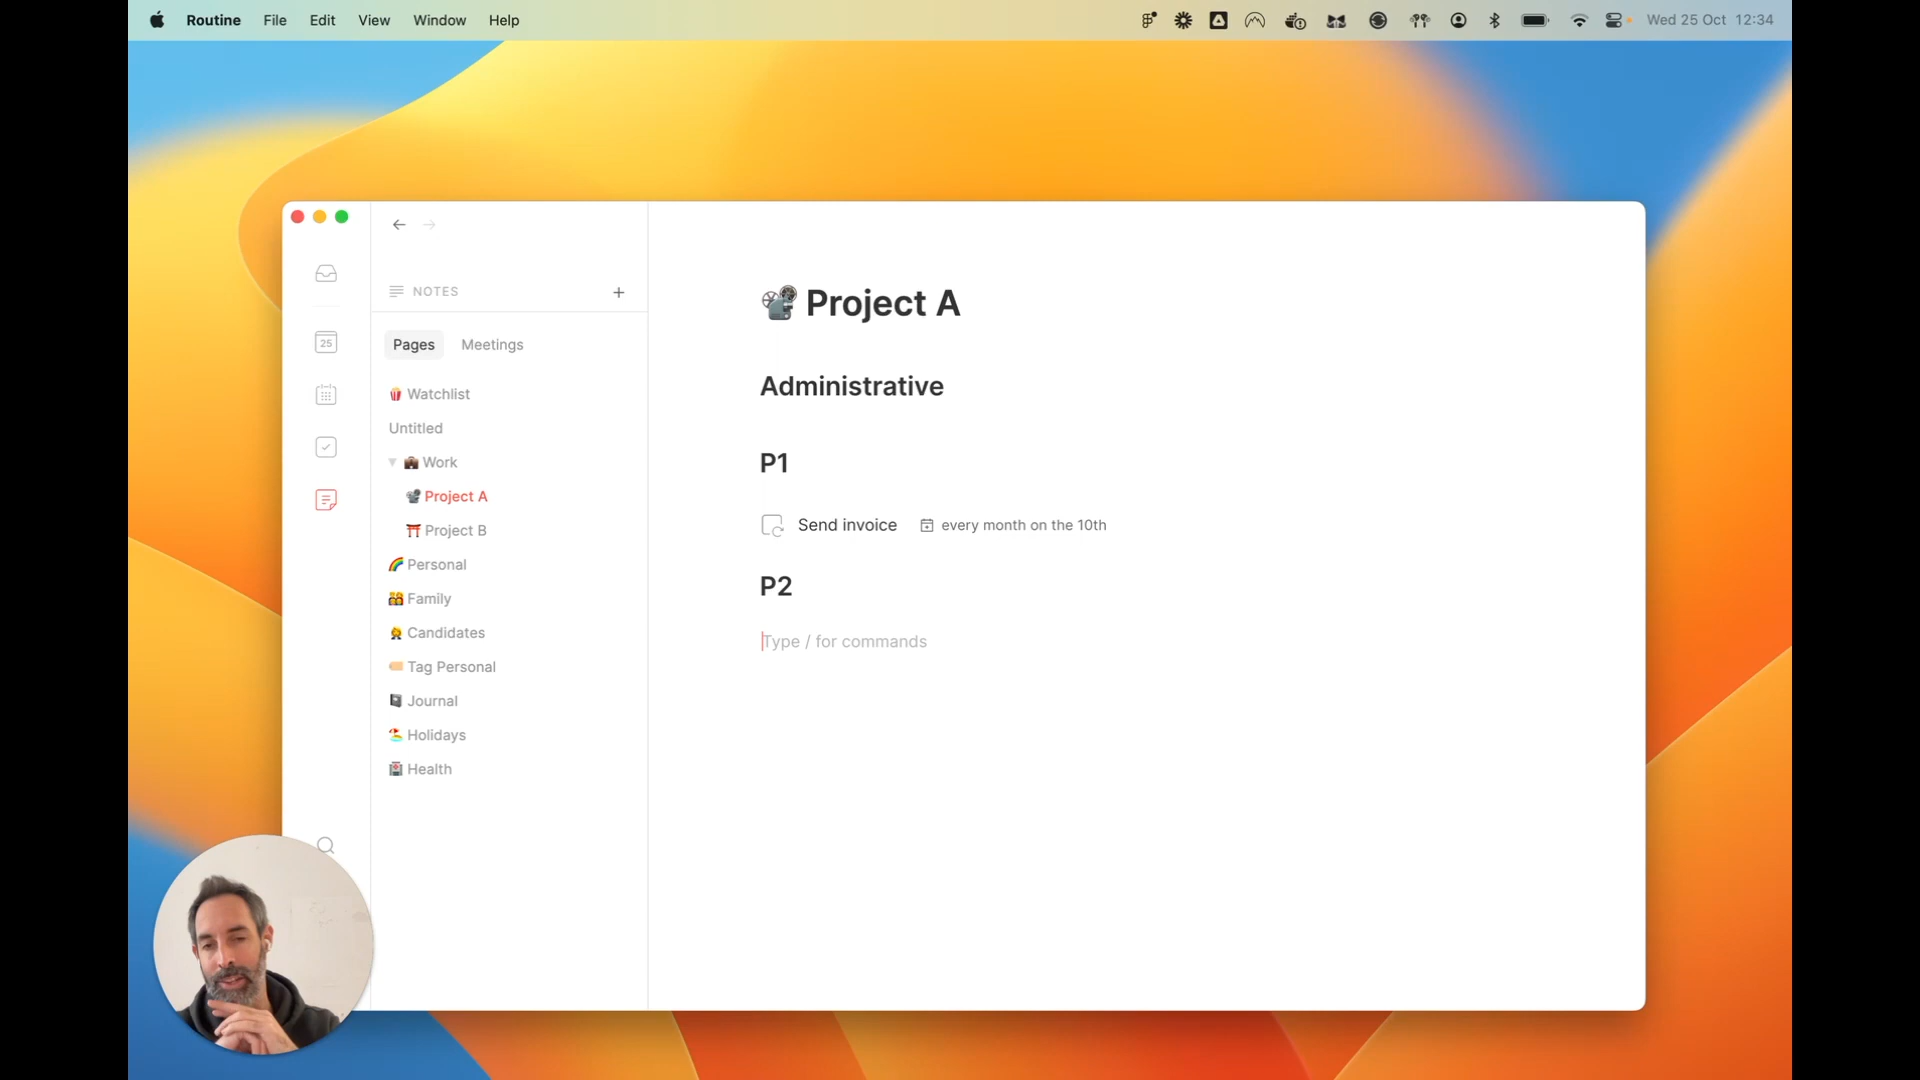 Routine File Edit View Window Help Wed 25 Oct 12:34
NOTES
Pages Meetings
Watchlist
Untitled
Work
Project A
Project B
Personal
Family
Candidates
Tag Personal
Journal
Holidays
Health
25
Project A
Administrative
P1
Send invoice every month on the 10th
P2
Type / for commands